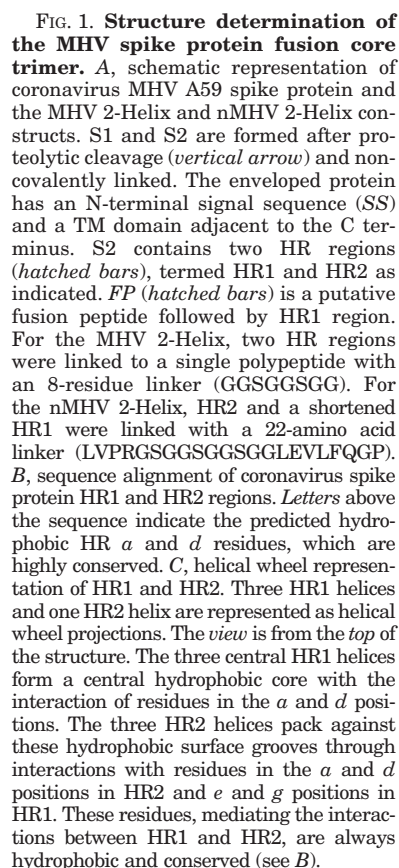 FIG. 1. Structure determination of
the MHV spike protein fusion core
trimer. A, schematic representation of
coronavirus MHV A59 spike protein and
the MHV 2-Helix and nMHV 2-Helix con-
structs. S1 and S2 are formed after pro-
teolytic cleavage (vertical arrow) and non-
covalently linked. The enveloped protein
has an N-terminal signal sequence (SS)
and a TM domain adjacent to the C ter-
minus. S2 contains two HR regions
(hatched bars), termed HR1 and HR2 as
indicated. FP (hatched bars) is a putative
fusion peptide followed by HR1 region.
For the MHV 2-Helix, two HR regions
were linked to a single polypeptide with
an 8-residue linker (GGSGGSGG). For
the nMHV 2-Helix, HR2 and a shortened
HR1 were linked with a 22-amino acid
linker (LVPRGSGGSGGSGGLEVLFQGP).
B, sequence alignment of coronavirus spike
protein HR1 and HR2 regions. Letters above
the sequence indicate the predicted hydro-
phobic HR a and d residues, which are
highly conserved. C, helical wheel represen-
tation of HR1 and HR2. Three HR1 helices
and one HR2 helix are represented as helical
wheel projections. The view is from the top of
the structure. The three central HR1 helices
form a central hydrophobic core with the
interaction of residues in the a and d posi-
tions. The three HR2 helices pack against
these hydrophobic surface grooves through
interactions with residues in the a and d
positions in HR2 and e and g positions in
HR1. These residues, mediating the interac-
tions between HR1 and HR2, are always
hydrophobic and conserved (see B).